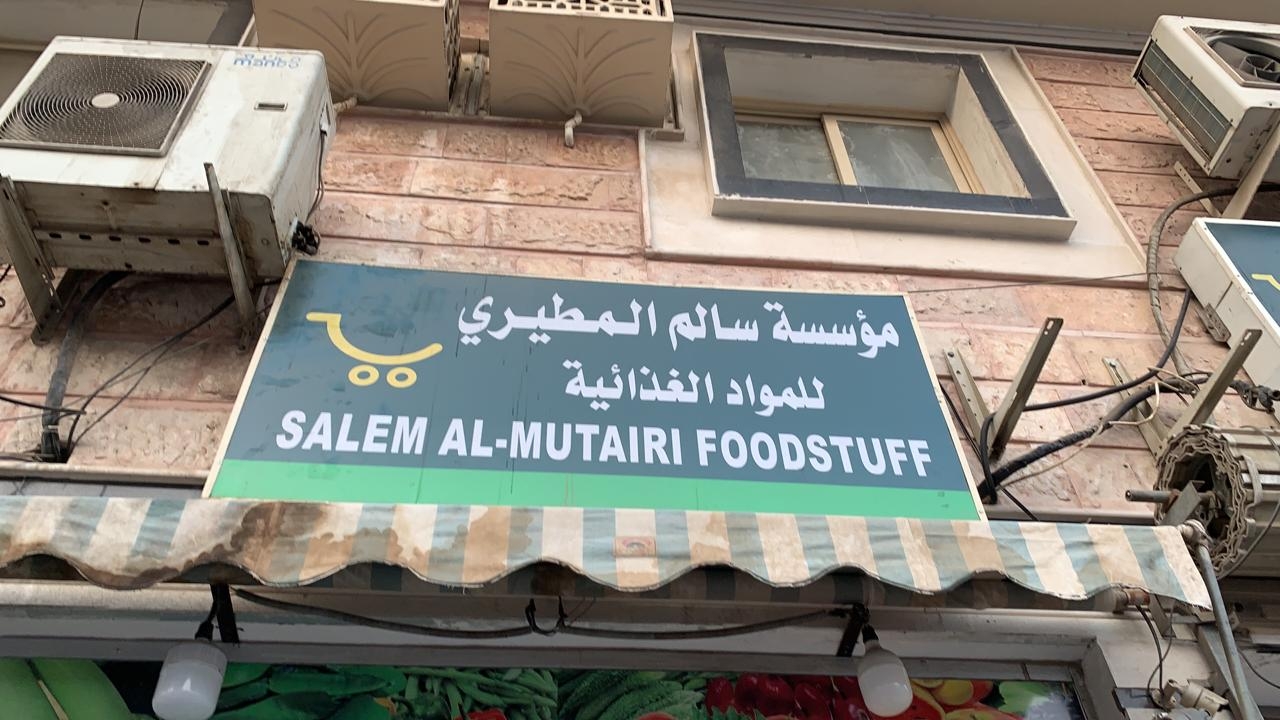 مؤسسة سالم المطيري
للمواد الغذائية
SALEM AL-MUTAIRI FOODSTUFF